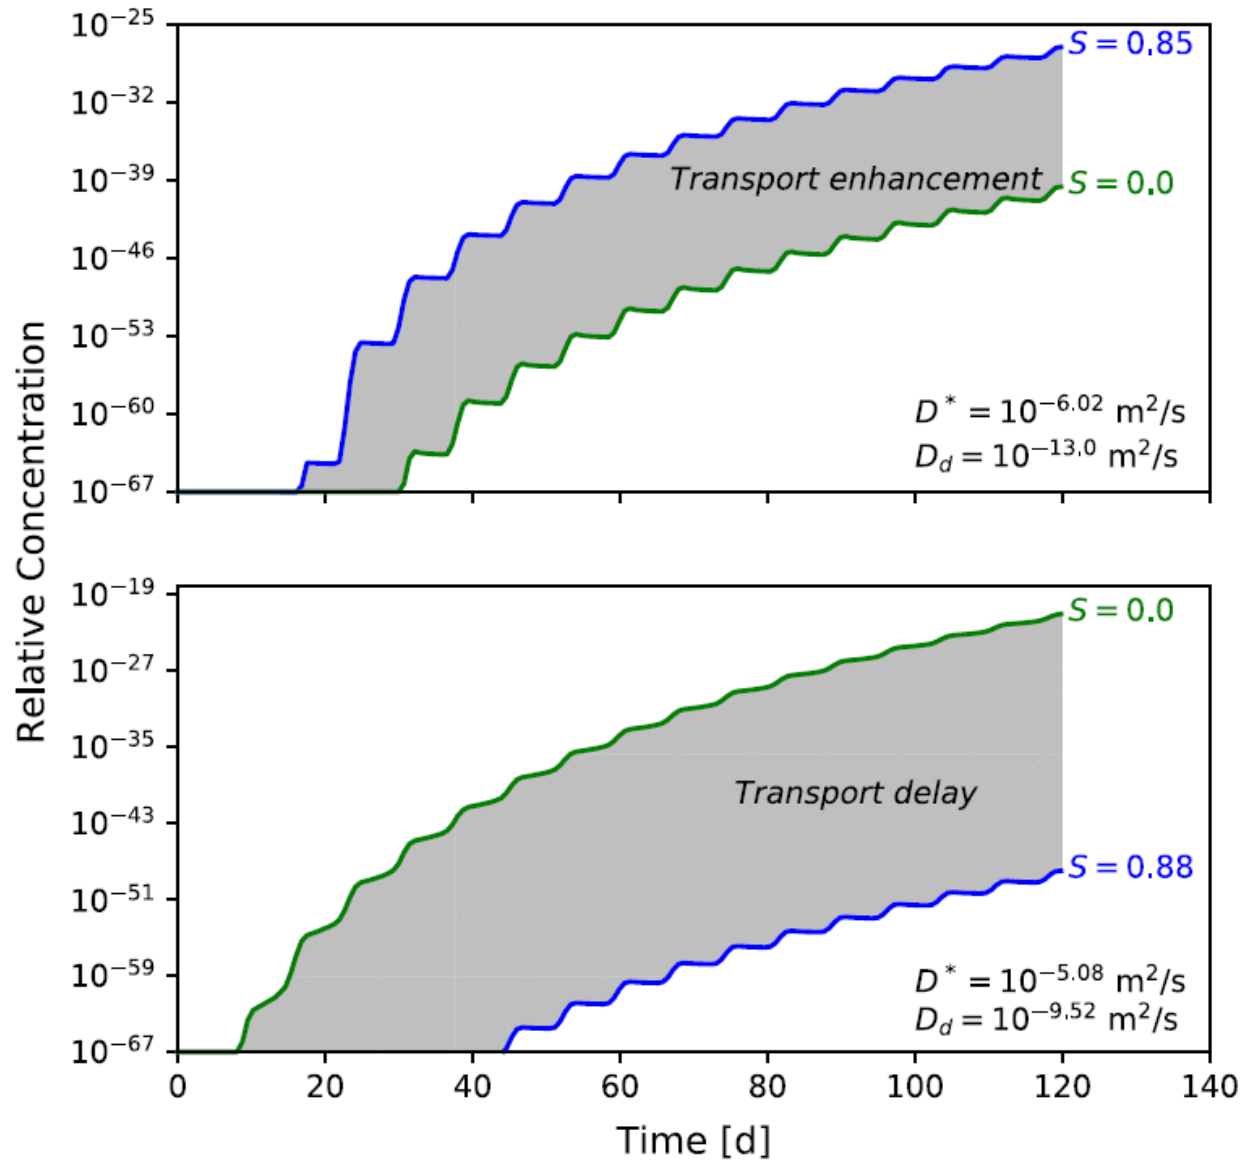 Relative Concentration
10⁻²⁵
10⁻³²
10⁻³⁹
10⁻⁴⁶
10⁻⁵³
10⁻⁶⁰
10⁻⁶⁷
S = 0.85
Transport enhancement
S = 0.0
D* = 10⁻⁶·⁰² m²/s
D_d = 10⁻¹³·⁰ m²/s
10⁻¹⁹
10⁻²⁷
10⁻³⁵
10⁻⁴³
10⁻⁵¹
10⁻⁵⁹
10⁻⁶⁷
S = 0.0
Transport delay
S = 0.88
D* = 10⁻⁵·⁰⁸ m²/s
D_d = 10⁻⁹·⁵² m²/s
0 20 40 60 80 100 120 140
Time [d]